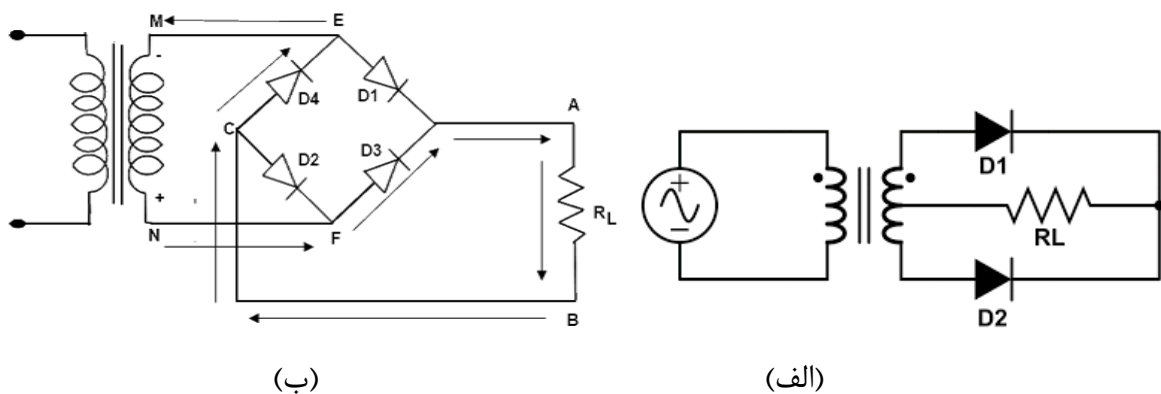 M
E
-
D4
D1
A
C
D2
D3
+
N
F
RL
B
+
−
D1
RL
D2
(ب)
(الف)